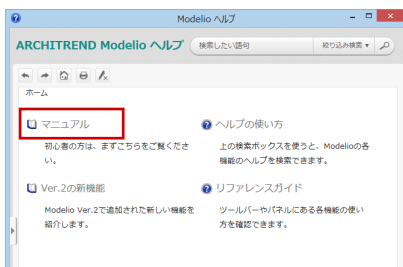 Modelio ヘルプ
ARCHITREND Modelio ヘルプ
検索したい語句
絞り込み検索 ▼
ホーム
マニュアル
初心者の方は、まずこちらをご覧くださ
い。
ヘルプの使い方
上の検索ボックスを使うと、Modelioの各
機能のヘルプを検索できます。
Ver.2の新機能
Modelio Ver.2で追加された新しい機能を
紹介します。
リファレンスガイド
ツールバーやパネルにある各機能の使い
方を確認できます。